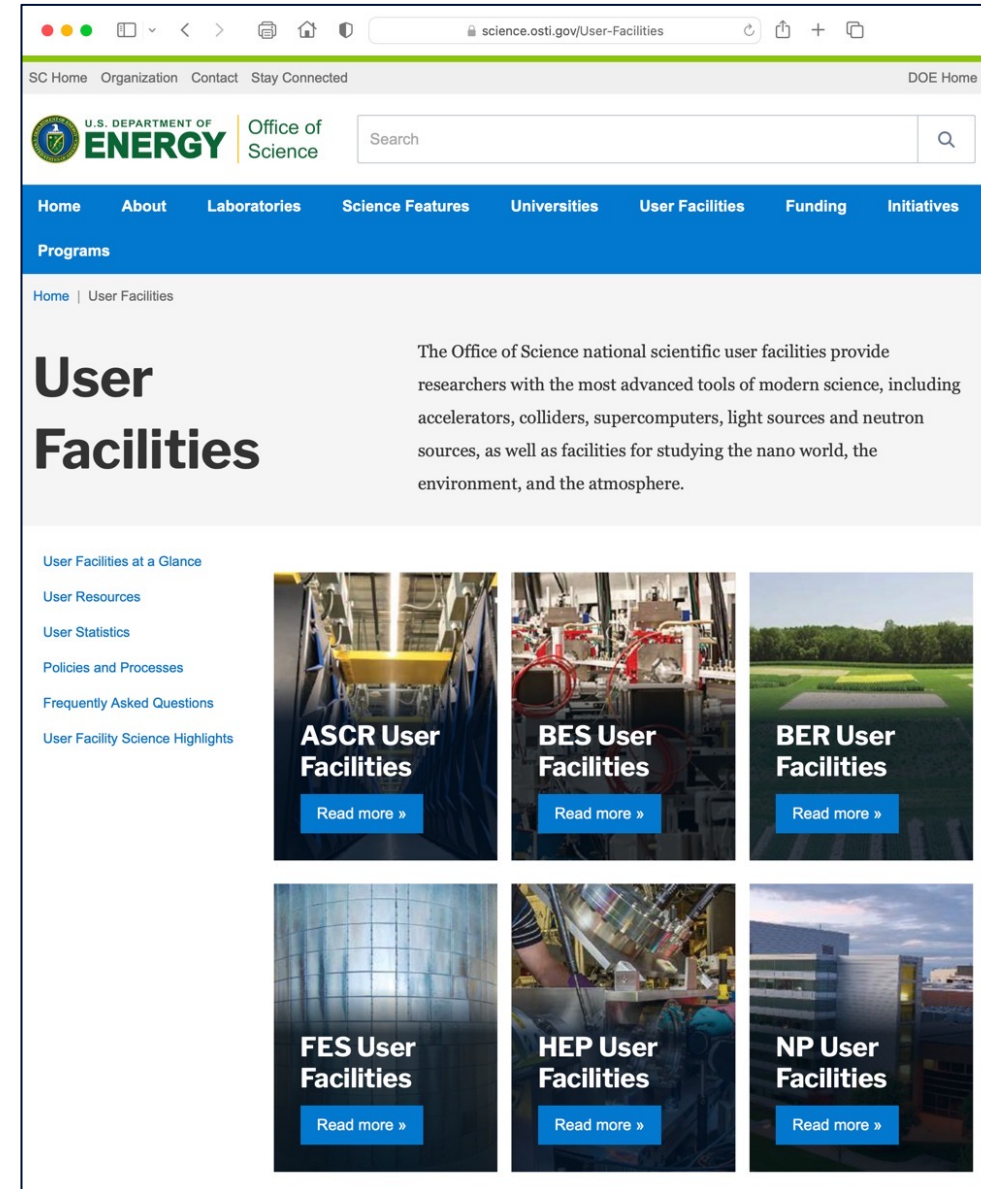 science.osti.gov/User-Facilities
SC Home Organization Contact Stay Connected DOE Home
U.S. DEPARTMENT OF
ENERGY
Office of
Science
Search
Home About Laboratories Science Features Universities User Facilities Funding Initiatives
Programs
Home | User Facilities
User
Facilities
The Office of Science national scientific user facilities provide
researchers with the most advanced tools of modern science, including
accelerators, colliders, supercomputers, light sources and neutron
sources, as well as facilities for studying the nano world, the
environment, and the atmosphere.
User Facilities at a Glance
User Resources
User Statistics
Policies and Processes
Frequently Asked Questions
User Facility Science Highlights
ASCR User
Facilities
Read more »
BES User
Facilities
Read more »
BER User
Facilities
Read more »
FES User
Facilities
Read more »
HEP User
Facilities
Read more »
NP User
Facilities
Read more »